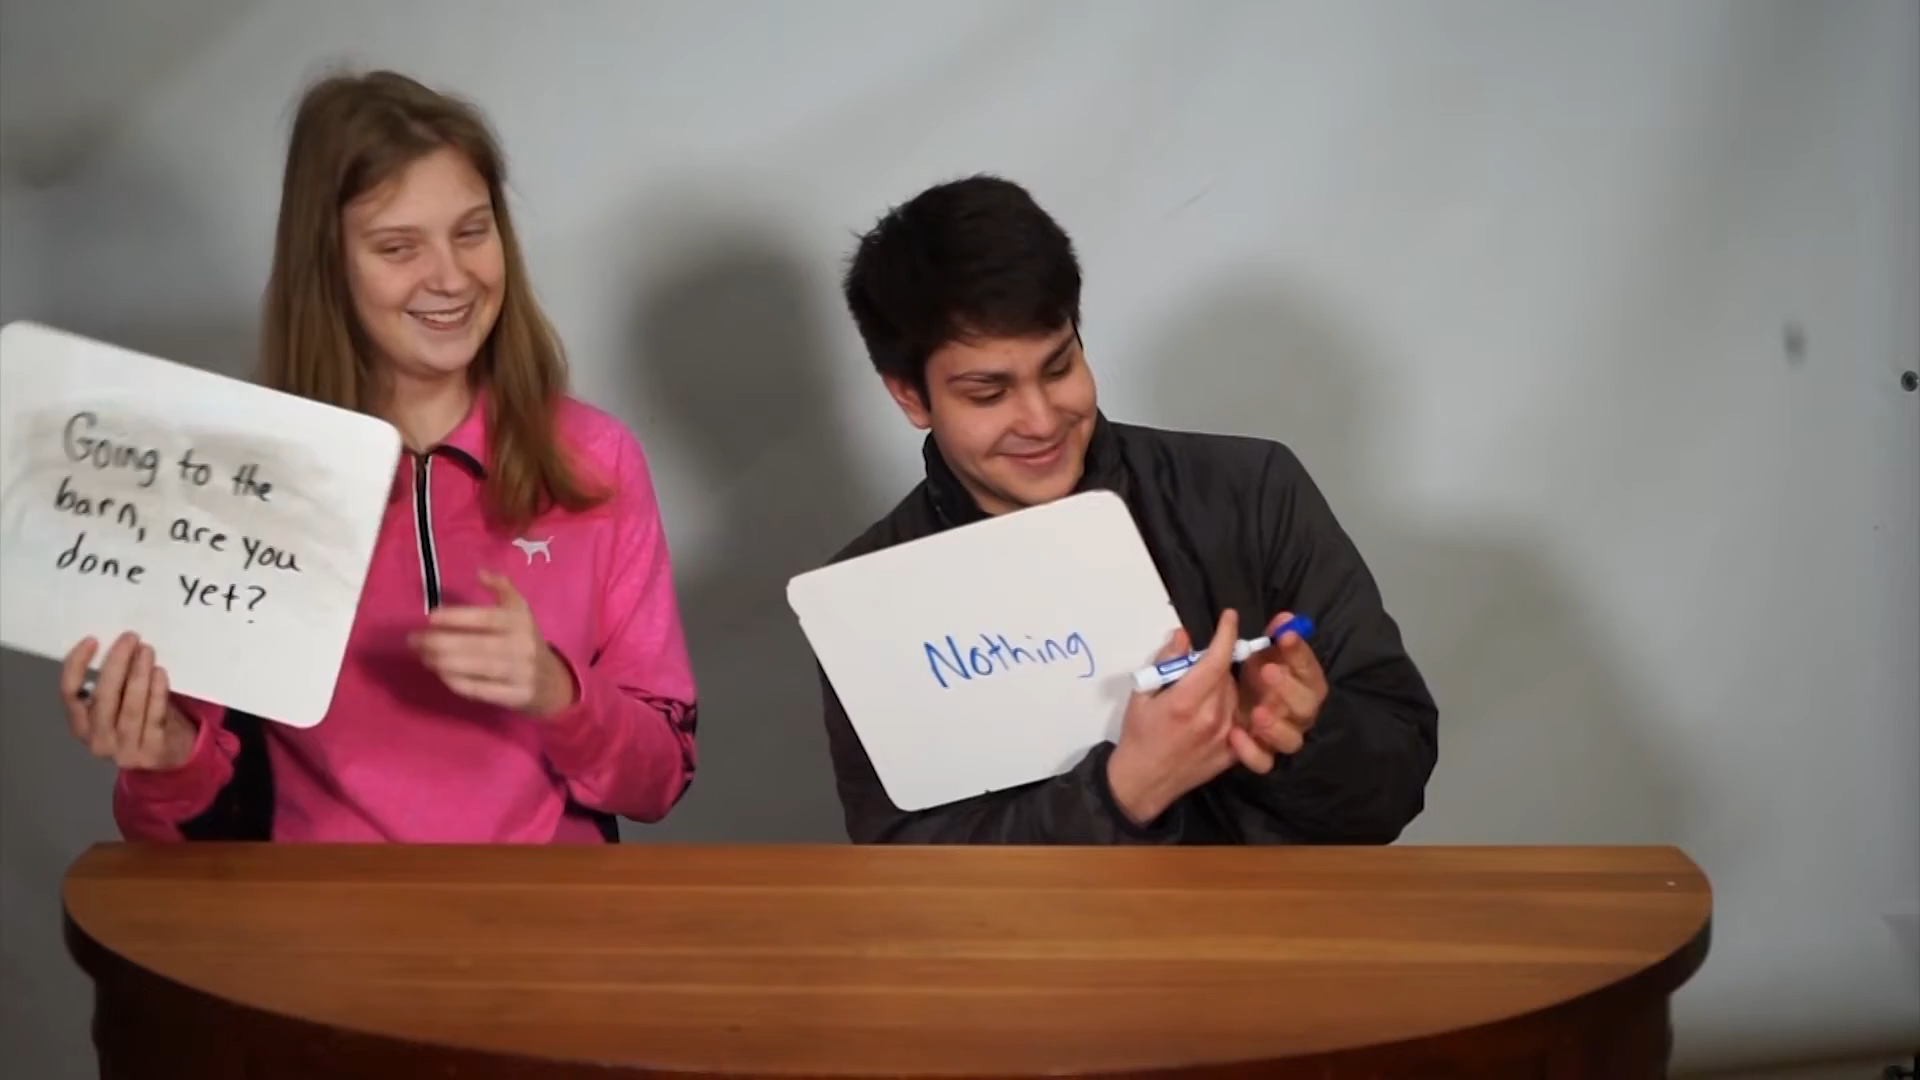 Going to the
barn, are you
done yet?
Nothing